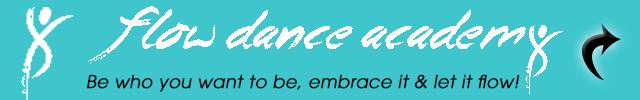 flow dance academy
Be who you want to be, embrace it & let it flow!